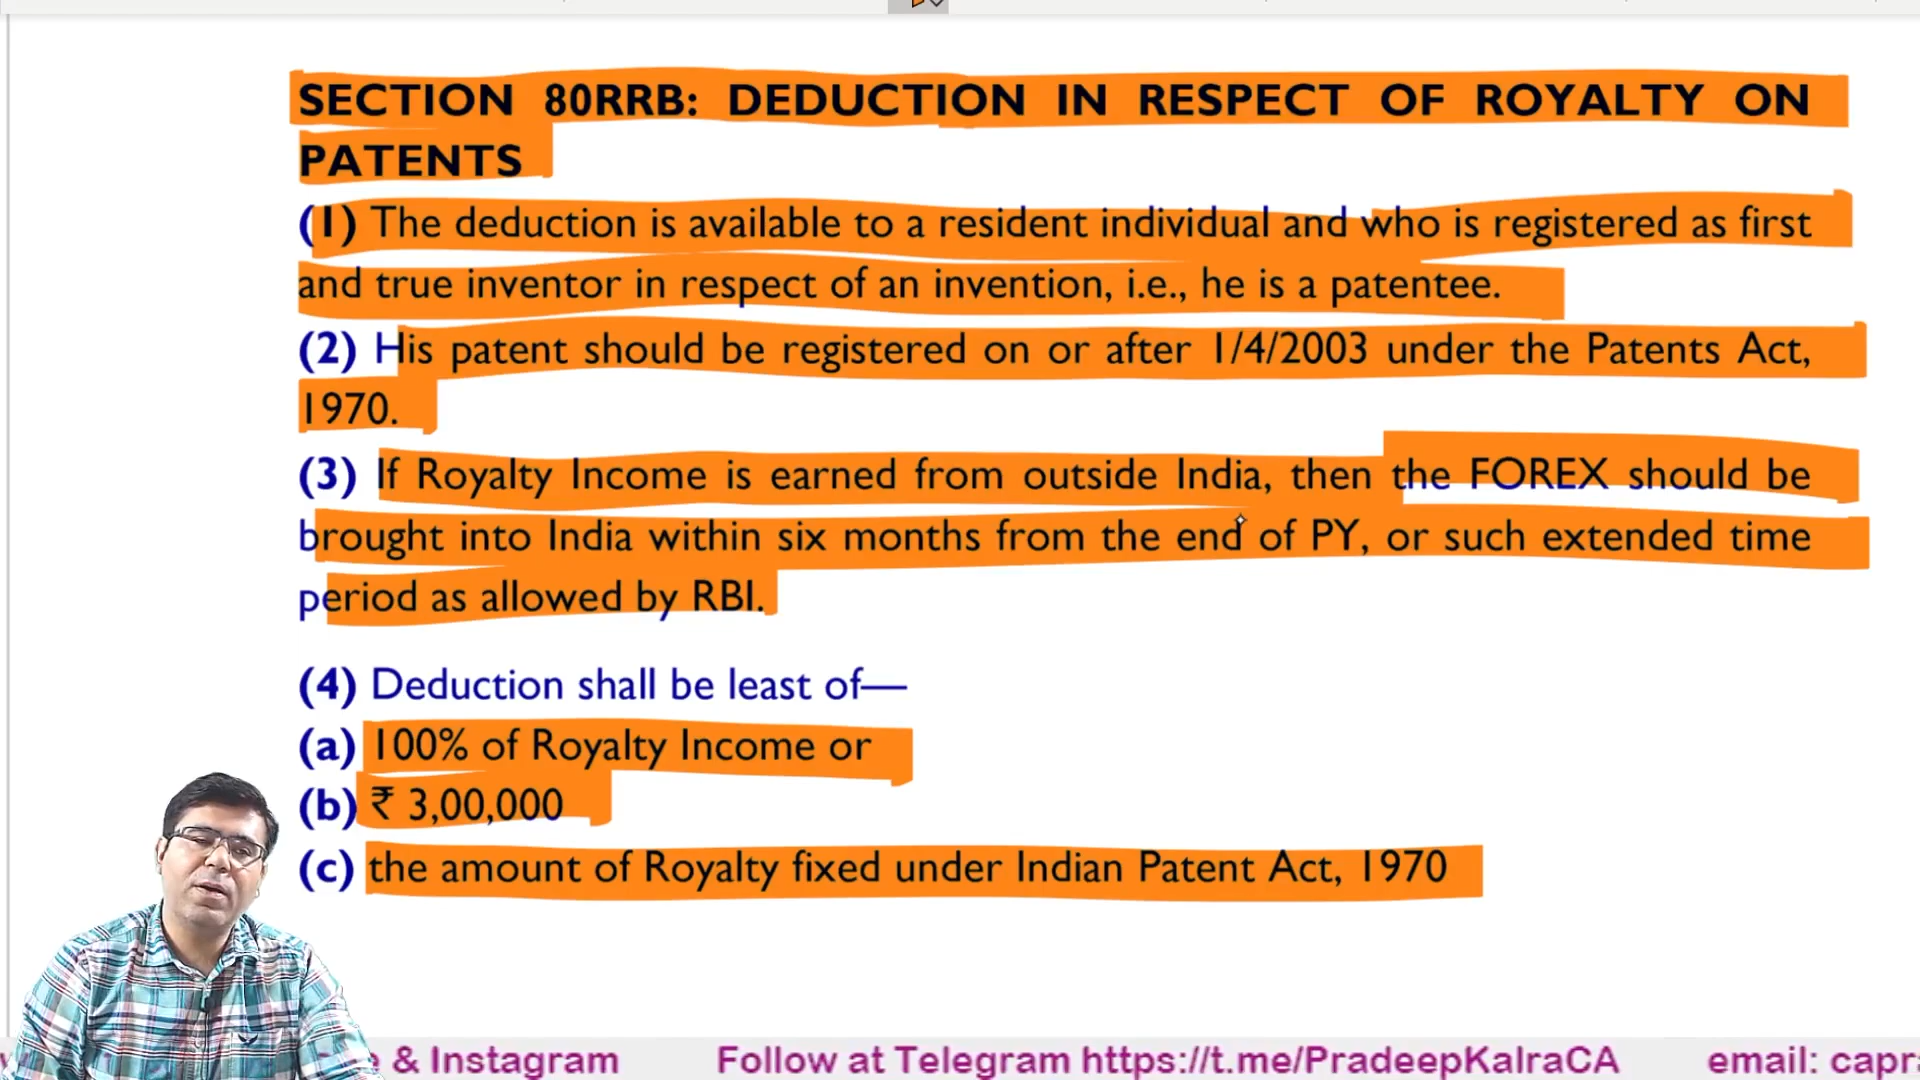 SECTION 80RRB: DEDUCTION IN RESPECT OF ROYALTY ON
PATENTS
(1) The deduction is available to a resident individual and who is registered as first
and true inventor in respect of an invention, i.e., he is a patentee.
(2) His patent should be registered on or after 1/4/2003 under the Patents Act,
1970.
(3) If Royalty Income is earned from outside India, then the FOREX should be
brought into India within six months from the end of PY, or such extended time
period as allowed by RBI.
(4) Deduction shall be least of—
(a) 100% of Royalty Income or
(b) ₹ 3,00,000
(c) the amount of Royalty fixed under Indian Patent Act, 1970
& Instagram Follow at Telegram https://t.me/PradeepKalraCA email: capra